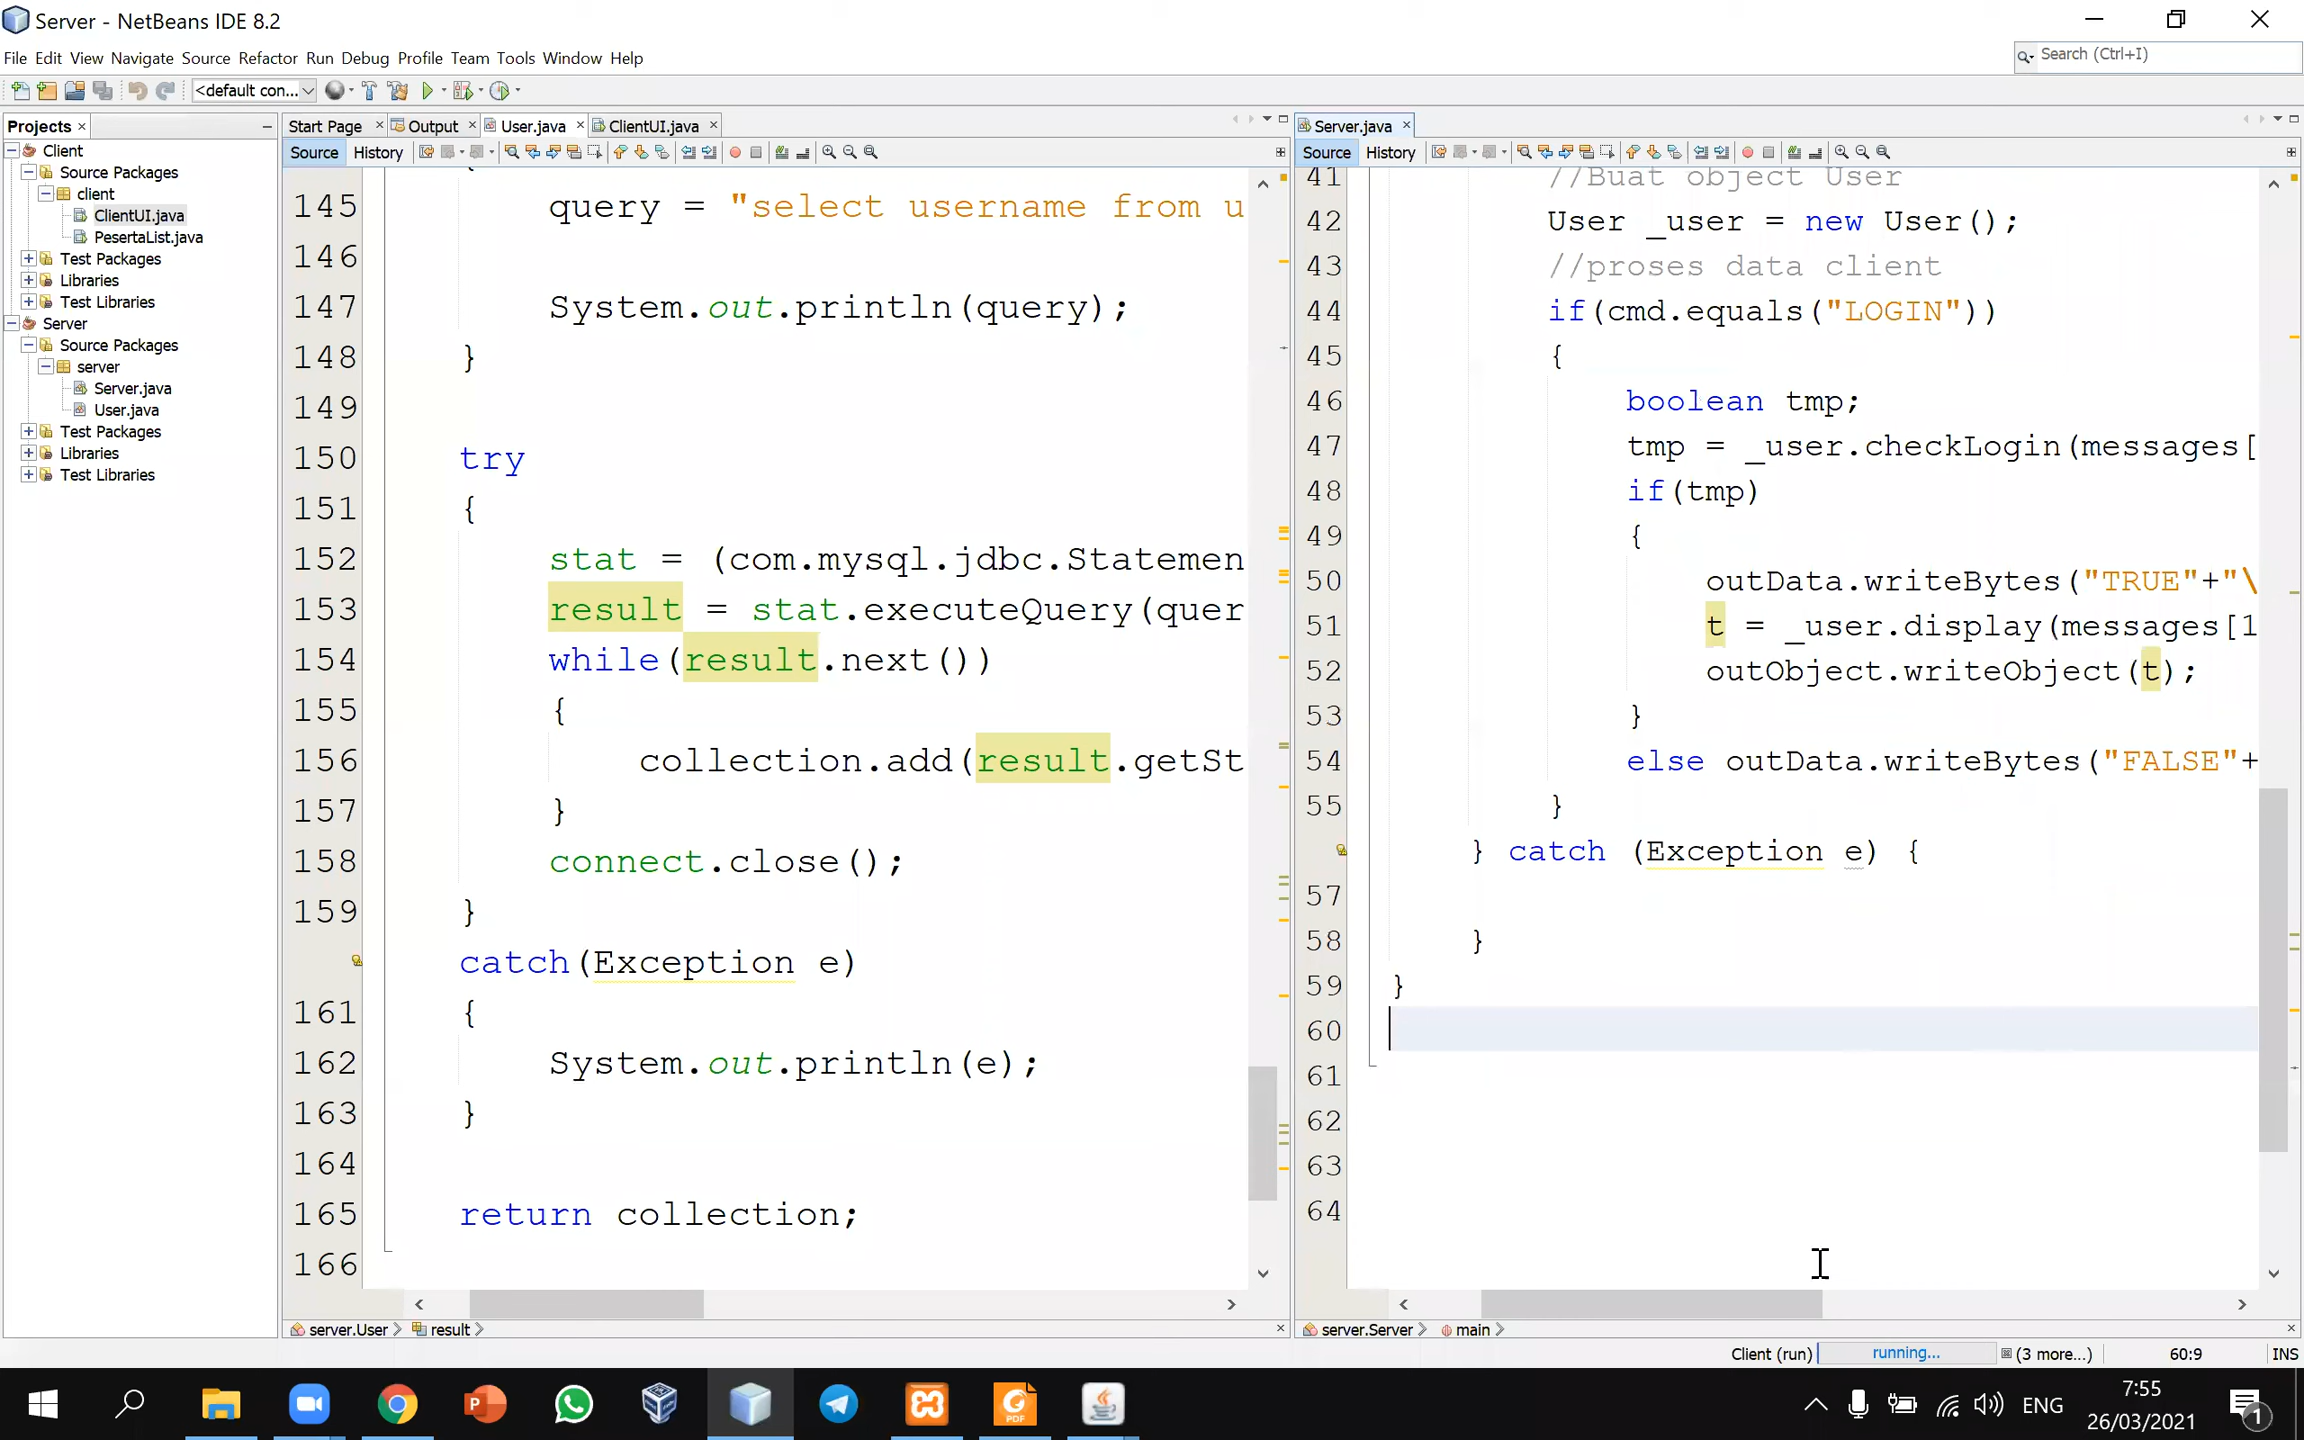 Server - NetBeans IDE 8.2
File Edit View Navigate Source Refactor Run Debug Profile Team Tools Window Help
Search (Ctrl+I)
<default con...
Projects
Client
Source Packages
client
ClientUI.java
PesertaList.java
Test Packages
Libraries
Test Libraries
Server
Source Packages
server
Server.java
User.java
Test Packages
Libraries
Test Libraries
Start Page Output User.java ClientUI.java
Source History
145 query = "select username from u
146
147 System.out.println(query);
148 }
149
150 try
151 {
152 stat = (com.mysql.jdbc.Statemen
153 result = stat.executeQuery(quer
154 while(result.next())
155 {
156 collection.add(result.getSt
157 }
158 connect.close();
159 }
catch(Exception e)
161 {
162 System.out.println(e);
163 }
164
165 return collection;
166
server.User result
Server.java
Source History
41 //Buat object User
42 User _user = new User();
43 //proses data client
44 if(cmd.equals("LOGIN"))
45 {
46 boolean tmp;
47 tmp = _user.checkLogin(messages[
48 if(tmp)
49 {
50 outData.writeBytes("TRUE"+"\
51 t = _user.display(messages[1
52 outObject.writeObject(t);
53 }
54 else outData.writeBytes("FALSE"+
55 }
} catch (Exception e) {
57
58 }
59 }
60
61
62
63
64
server.Server main
Client (run) running... (3 more...) 60:9 INS
ENG
7:55
26/03/2021
1